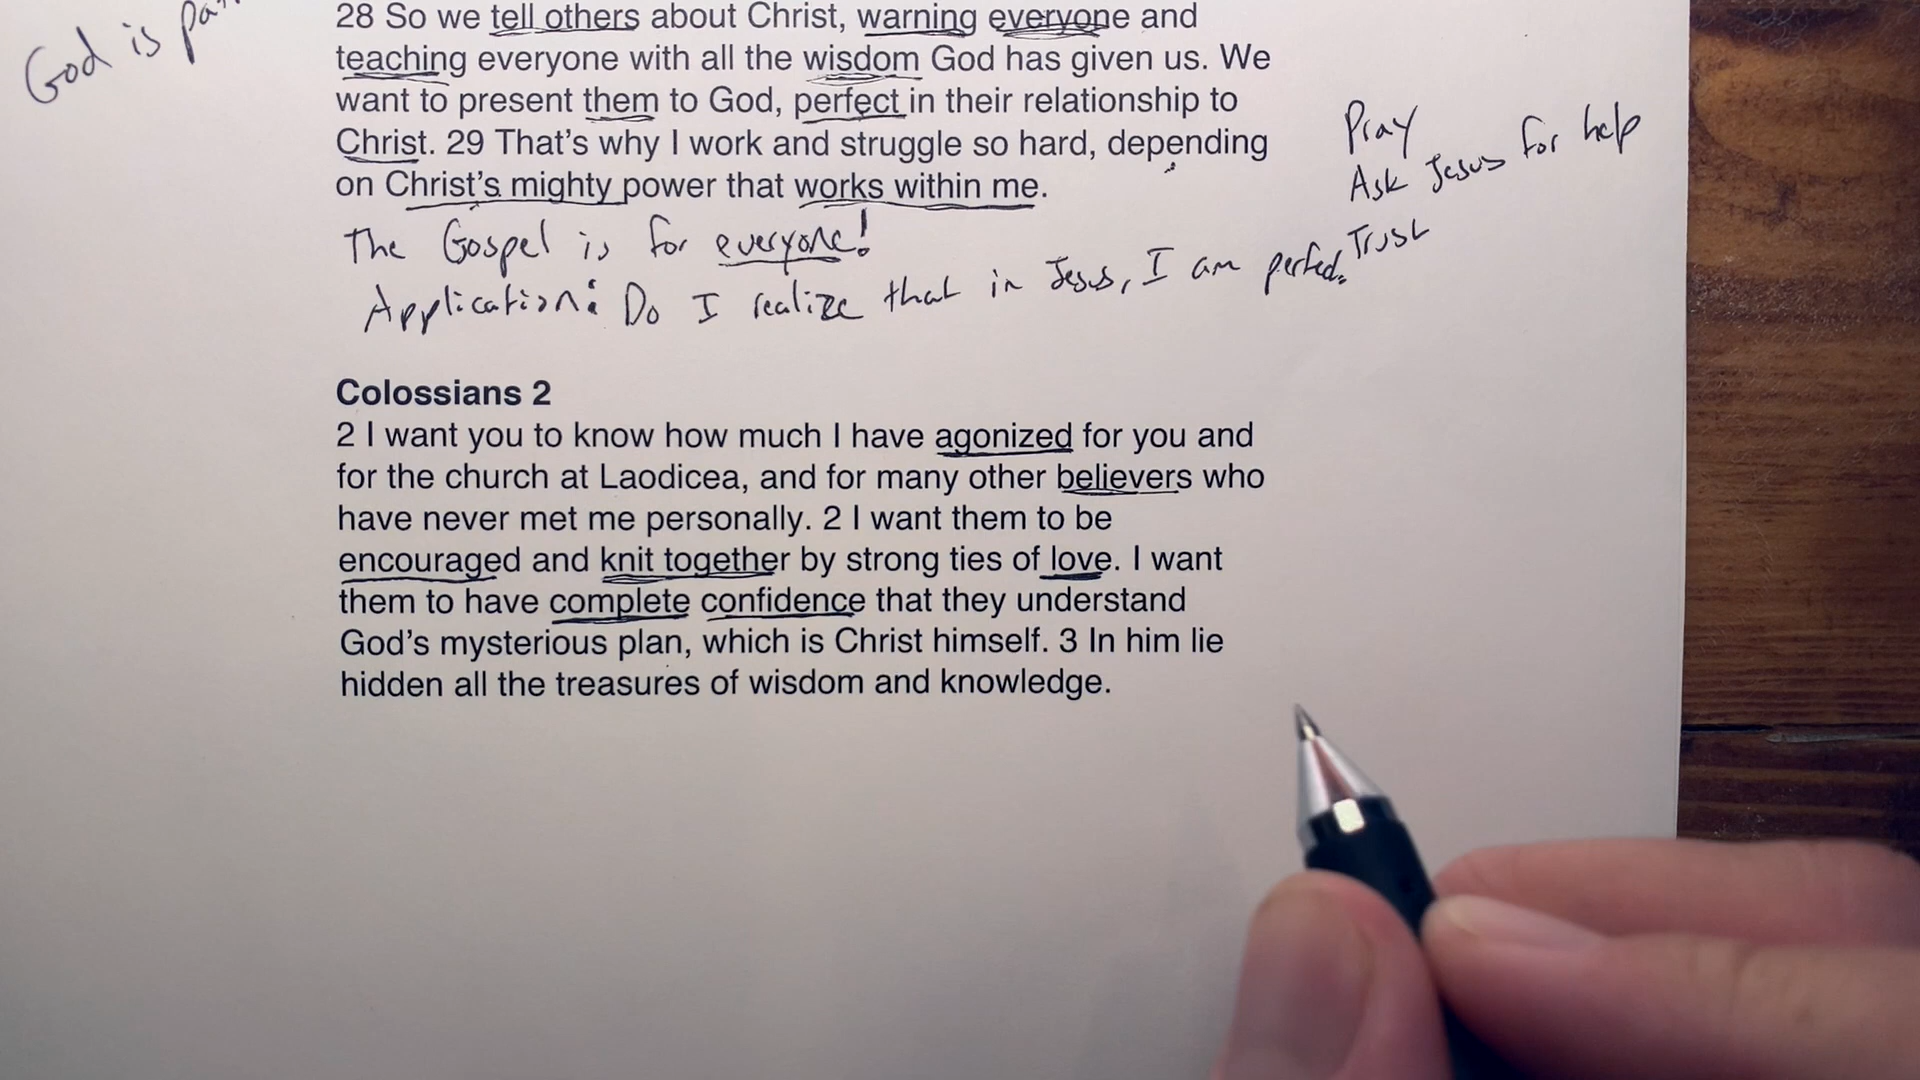 God is
28 So we tell others about Christ, warning everyone and
teaching everyone with all the wisdom God has given us. We
want to present them to God, perfect in their relationship to
Christ. 29 That’s why I work and struggle so hard, depending
on Christ’s mighty power that works within me.
Pray
Ask Jesus for help
Trust
The Gospel is for everyone!
Application: Do I realize that in Jesus, I am perfect.
Colossians 2
2 I want you to know how much I have agonized for you and
for the church at Laodicea, and for many other believers who
have never met me personally. 2 I want them to be
encouraged and knit together by strong ties of love. I want
them to have complete confidence that they understand
God’s mysterious plan, which is Christ himself. 3 In him lie
hidden all the treasures of wisdom and knowledge.